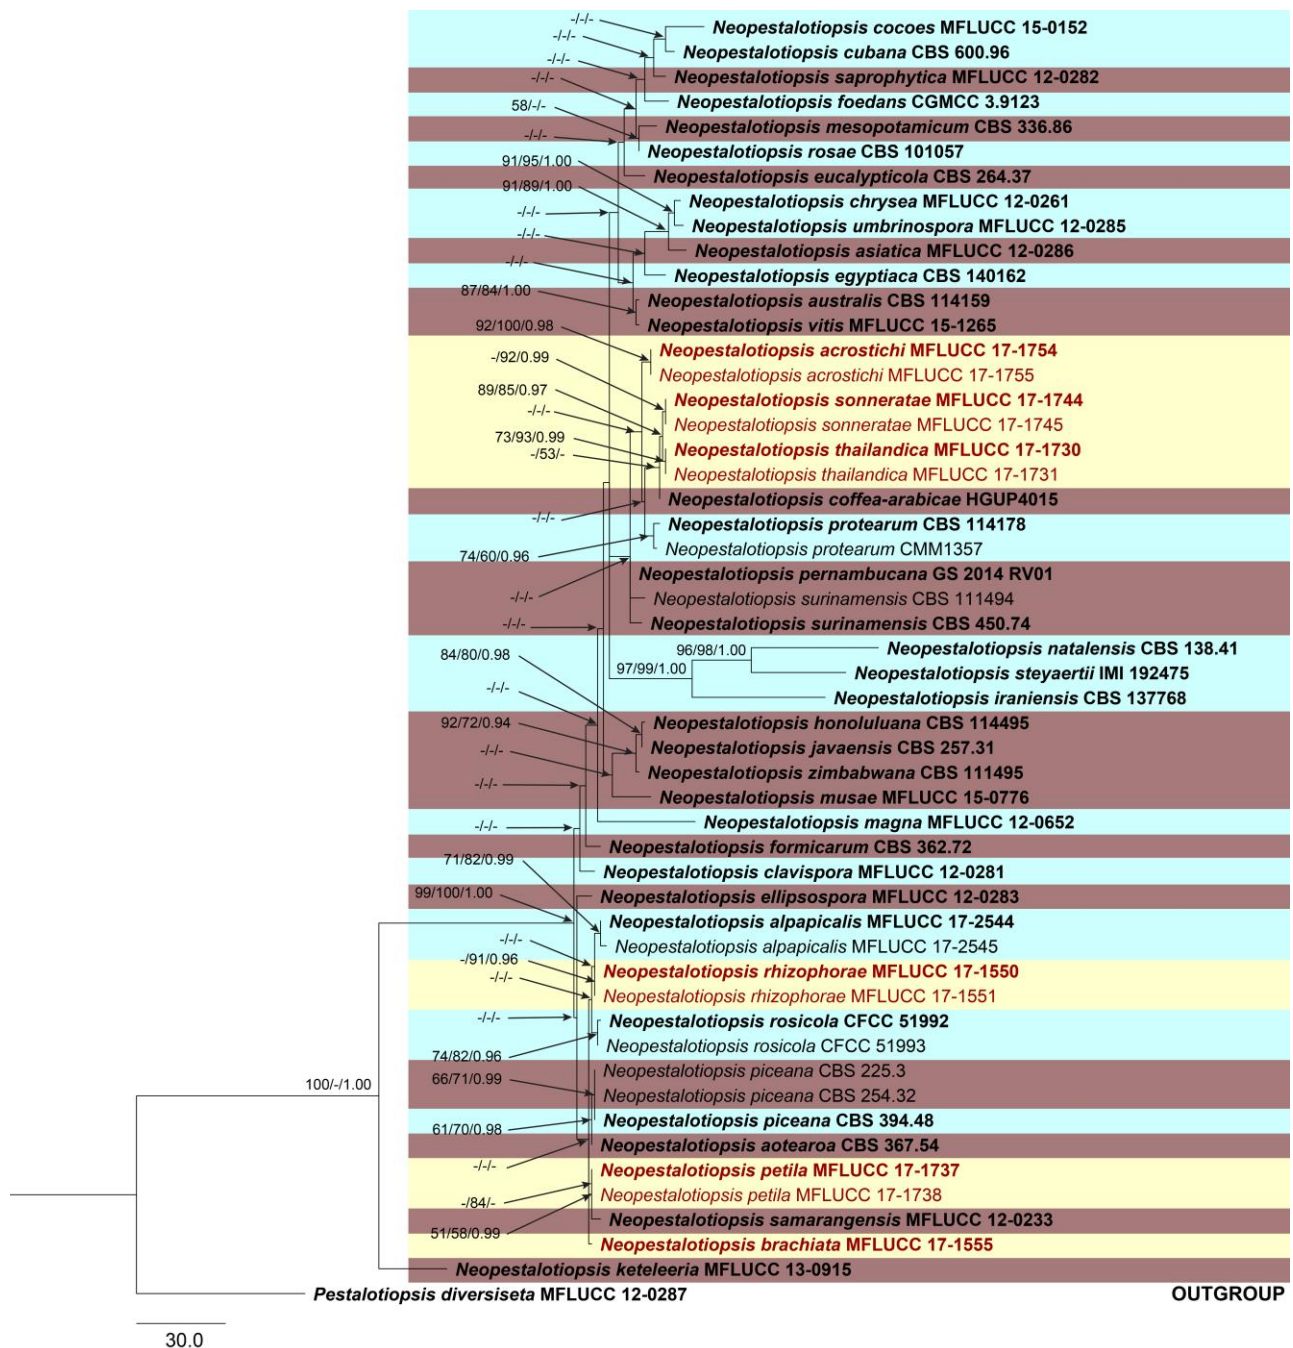 -/-/-
Neopestalotiopsis cocoes MFLUCC 15-0152
-/-/-
Neopestalotiopsis cubana CBS 600.96
-/-/-
Neopestalotiopsis saprophytica MFLUCC 12-0282
-/-/-
Neopestalotiopsis foedans CGMCC 3.9123
58/-/-
Neopestalotiopsis mesopotamicum CBS 336.86
-/-/-
Neopestalotiopsis rosae CBS 101057
91/95/1.00
Neopestalotiopsis eucalypticola CBS 264.37
91/89/1.00
Neopestalotiopsis chrysea MFLUCC 12-0261
-/-/-
Neopestalotiopsis umbrinospora MFLUCC 12-0285
-/-/-
Neopestalotiopsis asiatica MFLUCC 12-0286
-/-/-
Neopestalotiopsis egyptiaca CBS 140162
87/84/1.00
Neopestalotiopsis australis CBS 114159
92/100/0.98
Neopestalotiopsis vitis MFLUCC 15-1265
Neopestalotiopsis acrostichi MFLUCC 17-1754
-/92/0.99
Neopestalotiopsis acrostichi MFLUCC 17-1755
89/85/0.97
Neopestalotiopsis sonneratae MFLUCC 17-1744
-/-/-
Neopestalotiopsis sonneratae MFLUCC 17-1745
73/93/0.99
Neopestalotiopsis thailandica MFLUCC 17-1730
-/53/-
Neopestalotiopsis thailandica MFLUCC 17-1731
Neopestalotiopsis coffea-arabicae HGUP4015
-/-/-
Neopestalotiopsis protearum CBS 114178
74/60/0.96
Neopestalotiopsis protearum CMM1357
Neopestalotiopsis pernambucana GS 2014 RV01
-/-/-
Neopestalotiopsis surinamensis CBS 111494
-/-/-
Neopestalotiopsis surinamensis CBS 450.74
96/98/1.00
Neopestalotiopsis natalensis CBS 138.41
84/80/0.98
97/99/1.00
Neopestalotiopsis steyaertii IMI 192475
-/-/-
Neopestalotiopsis iraniensis CBS 137768
92/72/0.94
Neopestalotiopsis honoluluana CBS 114495
-/-/-
Neopestalotiopsis javaensis CBS 257.31
Neopestalotiopsis zimbabwana CBS 111495
-/-/-
Neopestalotiopsis musae MFLUCC 15-0776
-/-/-
Neopestalotiopsis magna MFLUCC 12-0652
Neopestalotiopsis formicarum CBS 362.72
71/82/0.99
Neopestalotiopsis clavispora MFLUCC 12-0281
99/100/1.00
Neopestalotiopsis ellipsospora MFLUCC 12-0283
Neopestalotiopsis alpapicalis MFLUCC 17-2544
-/-/-
Neopestalotiopsis alpapicalis MFLUCC 17-2545
-/91/0.96
Neopestalotiopsis rhizophorae MFLUCC 17-1550
-/-/-
Neopestalotiopsis rhizophorae MFLUCC 17-1551
-/-/-
Neopestalotiopsis rosicola CFCC 51992
74/82/0.96
Neopestalotiopsis rosicola CFCC 51993
66/71/0.99
Neopestalotiopsis piceana CBS 225.3
100/-/1.00
Neopestalotiopsis piceana CBS 254.32
61/70/0.98
Neopestalotiopsis piceana CBS 394.48
Neopestalotiopsis aotearoa CBS 367.54
-/-/-
Neopestalotiopsis petila MFLUCC 17-1737
-/84/-
Neopestalotiopsis petila MFLUCC 17-1738
51/58/0.99
Neopestalotiopsis samarangensis MFLUCC 12-0233
Neopestalotiopsis brachiata MFLUCC 17-1555
Neopestalotiopsis keteleeria MFLUCC 13-0915
Pestalotiopsis diversiseta MFLUCC 12-0287
OUTGROUP
30.0